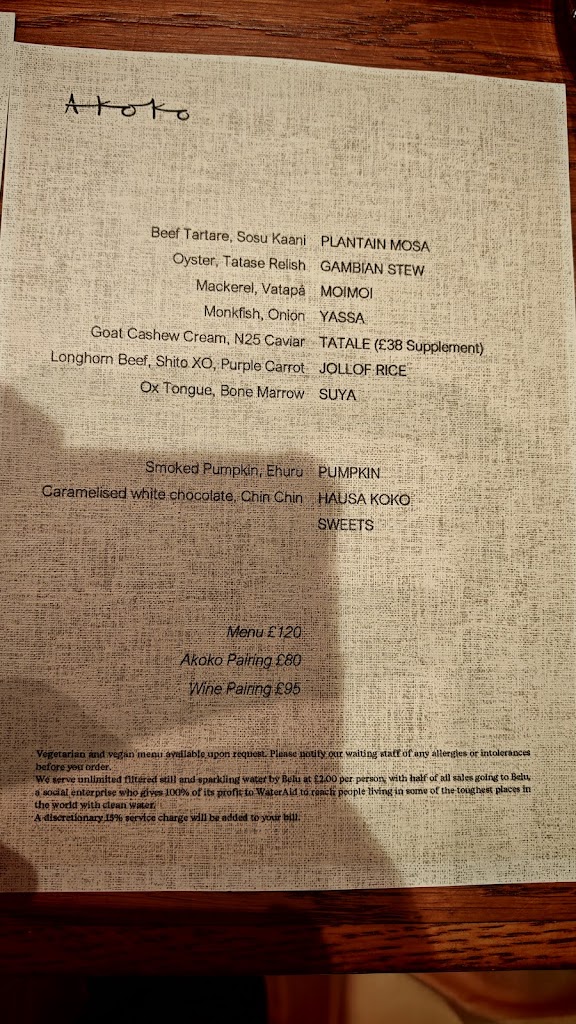 Akoko
Beef Tartare, Sosu Kaani PLANTAIN MOSA
Oyster, Tatase Relish GAMBIAN STEW
Mackerel, Vatapá MOIMOI
Monkfish, Onion YASSA
Goat Cashew Cream, N25 Caviar TATALE (£38 Supplement)
Longhorn Beef, Shito XO, Purple Carrot JOLLOF RICE
Ox Tongue, Bone Marrow SUYA
Smoked Pumpkin, Ehuru PUMPKIN
Caramelised white chocolate, Chin Chin HAUSA KOKO
SWEETS
Menu £120
Akoko Pairing £80
Wine Pairing £95
Vegetarian and vegan menu available upon request. Please notify our waiting staff of any allergies or intolerances
before you order.
We serve unlimited filtered still and sparkling water by Belu at £2.00 per person, with half of all sales going to Belu,
a social enterprise who gives 100% of its profit to WaterAid to reach people living in some of the toughest places in
the world with clean water.
A discretionary 15% service charge will be added to your bill.